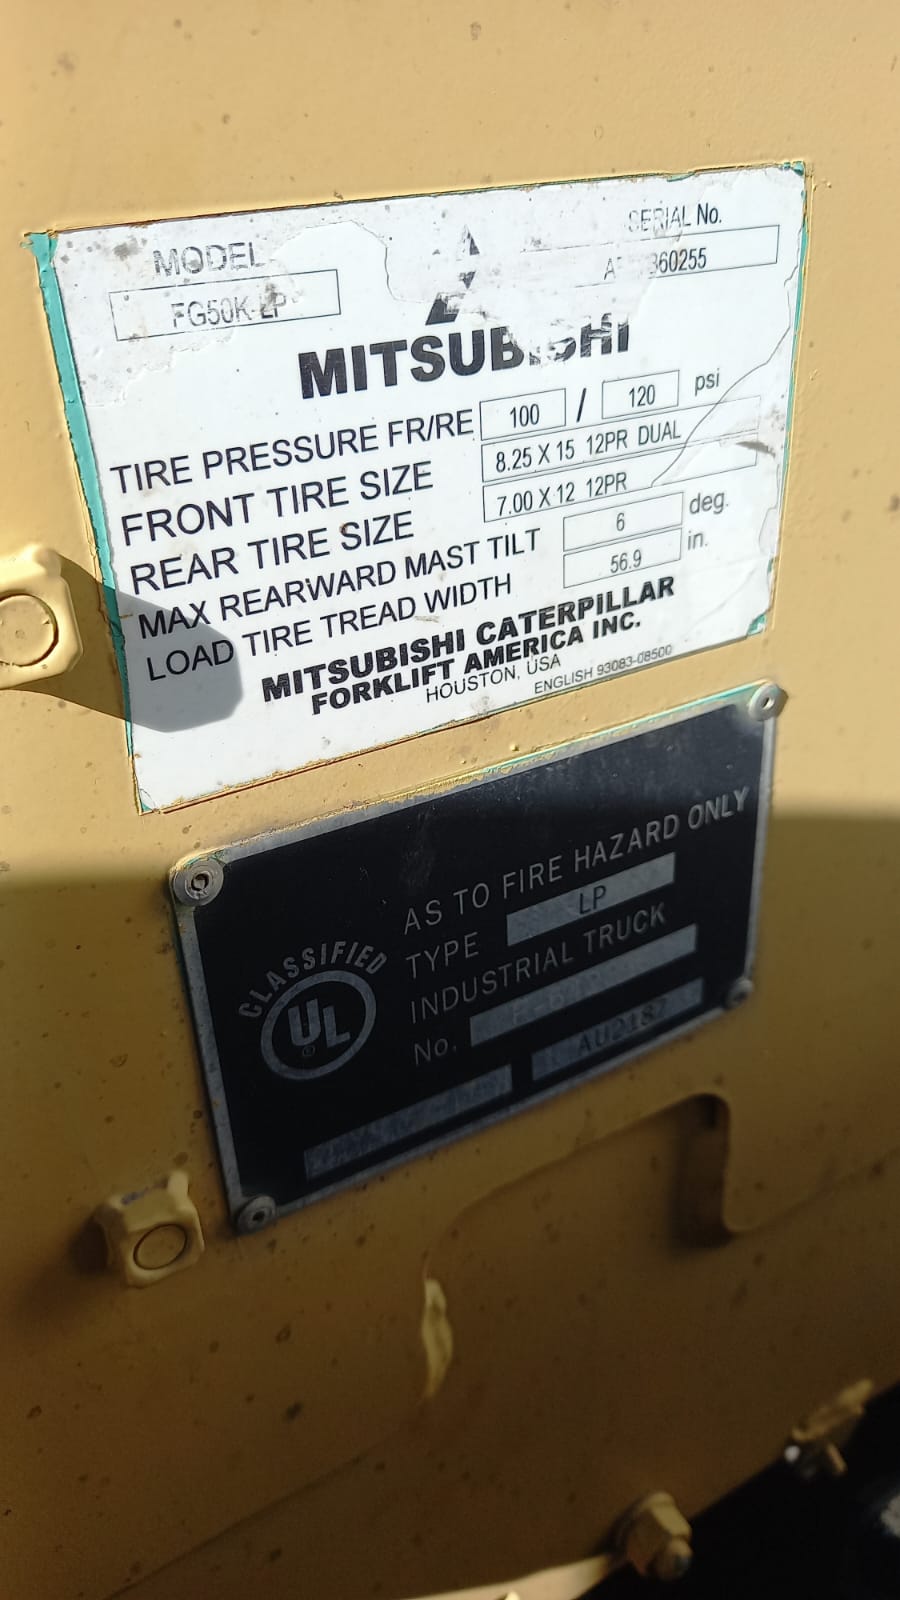 MODEL
SERIAL No.
FG50K-LP
360255
MITSUBISHI
TIRE PRESSURE FR/RE 100 / 120 psi
FRONT TIRE SIZE 8.25 X 15 12PR DUAL
REAR TIRE SIZE 7.00 X 12 12PR
MAX REARWARD MAST TILT 6 deg.
LOAD TIRE TREAD WIDTH 56.9 in.
MITSUBISHI CATERPILLAR
FORKLIFT AMERICA INC.
HOUSTON, USA
ENGLISH 93083-08500
CLASSIFIED
UL
®
AS TO FIRE HAZARD ONLY
TYPE LP
INDUSTRIAL TRUCK
No.
AU2187